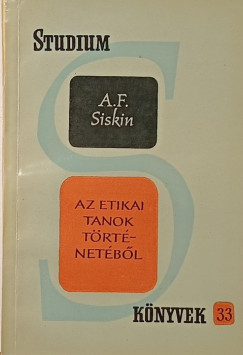 STUDIUM
A.F.
Siskin
AZ ETIKAI
TANOK
TÖRTÉ-
NETÉBŐL
KÖNYVEK 33